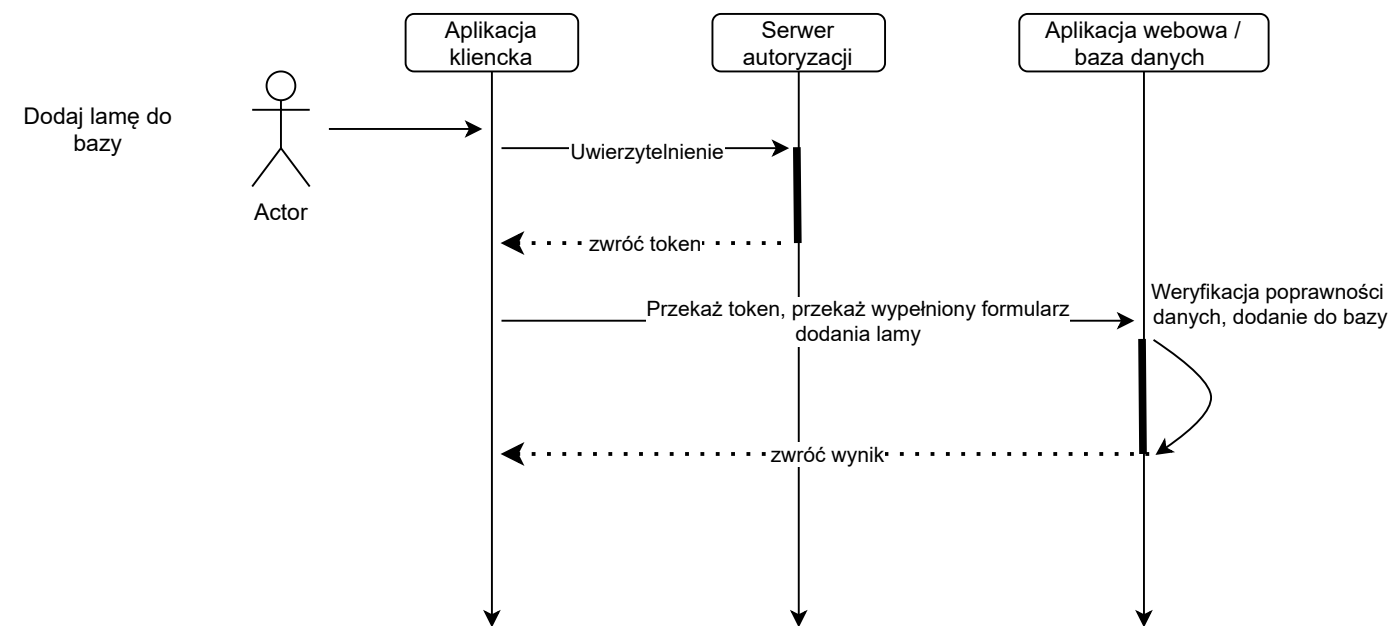 Aplikacja
kliencka
Serwer
autoryzacji
Aplikacja webowa /
baza danych
Dodaj lamę do
bazy
Actor
Uwierzytelnienie
zwróć token
Przekaż token, przekaż wypełniony formularz
dodania lamy
Weryfikacja poprawności
danych, dodanie do bazy
zwróć wynik